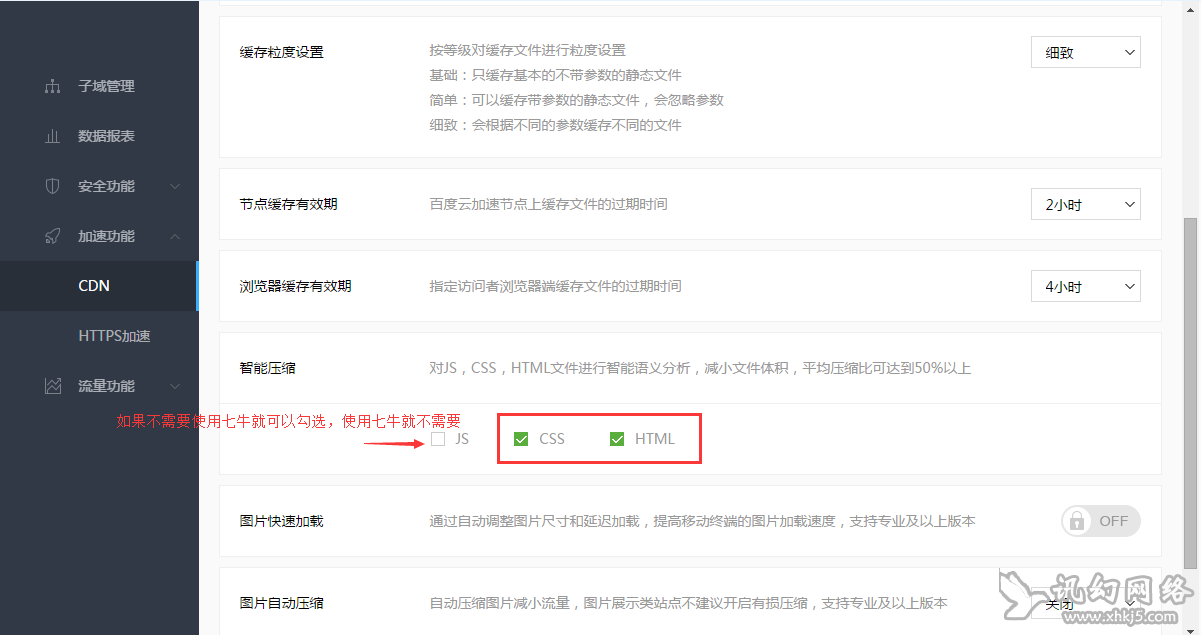 子域管理
数据报表
安全功能
加速功能
CDN
HTTPS加速
流量功能
缓存粒度设置
按等级对缓存文件进行粒度设置
基础：只缓存基本的不带参数的静态文件
简单：可以缓存带参数的静态文件，会忽略参数
细致：会根据不同的参数缓存不同的文件
细致
节点缓存有效期
百度云加速节点上缓存文件的过期时间
2小时
浏览器缓存有效期
指定访问者浏览器端缓存文件的过期时间
4小时
智能压缩
对JS，CSS，HTML文件进行智能语义分析，减小文件体积，平均压缩比可达到50%以上
如果不需要使用七牛就可以勾选，使用七牛就不需要
JS
CSS
HTML
图片快速加载
通过自动调整图片尺寸和延迟加载，提高移动终端的图片加载速度，支持专业及以上版本
OFF
图片自动压缩
自动压缩图片减小流量，图片展示类站点不建议开启有损压缩，支持专业及以上版本
关闭
讯幻网络
www.xhkj5.com